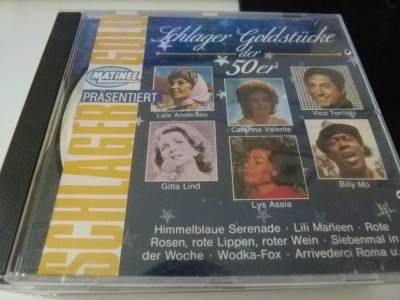 Schlager Goldstücke
der
50er
SCHLAGER GOLD
MATINEE
PRÄSENTIERT
Lale Andersen
Caterina Valente
Vico Torriani
Gitta Lind
Lys Assia
Billy Mo
Himmelblaue Serenade · Lili Marleen · Rote
Rosen, rote Lippen, roter Wein · Siebenmal in
der Woche · Wodka-Fox · Arrivederci Roma u.